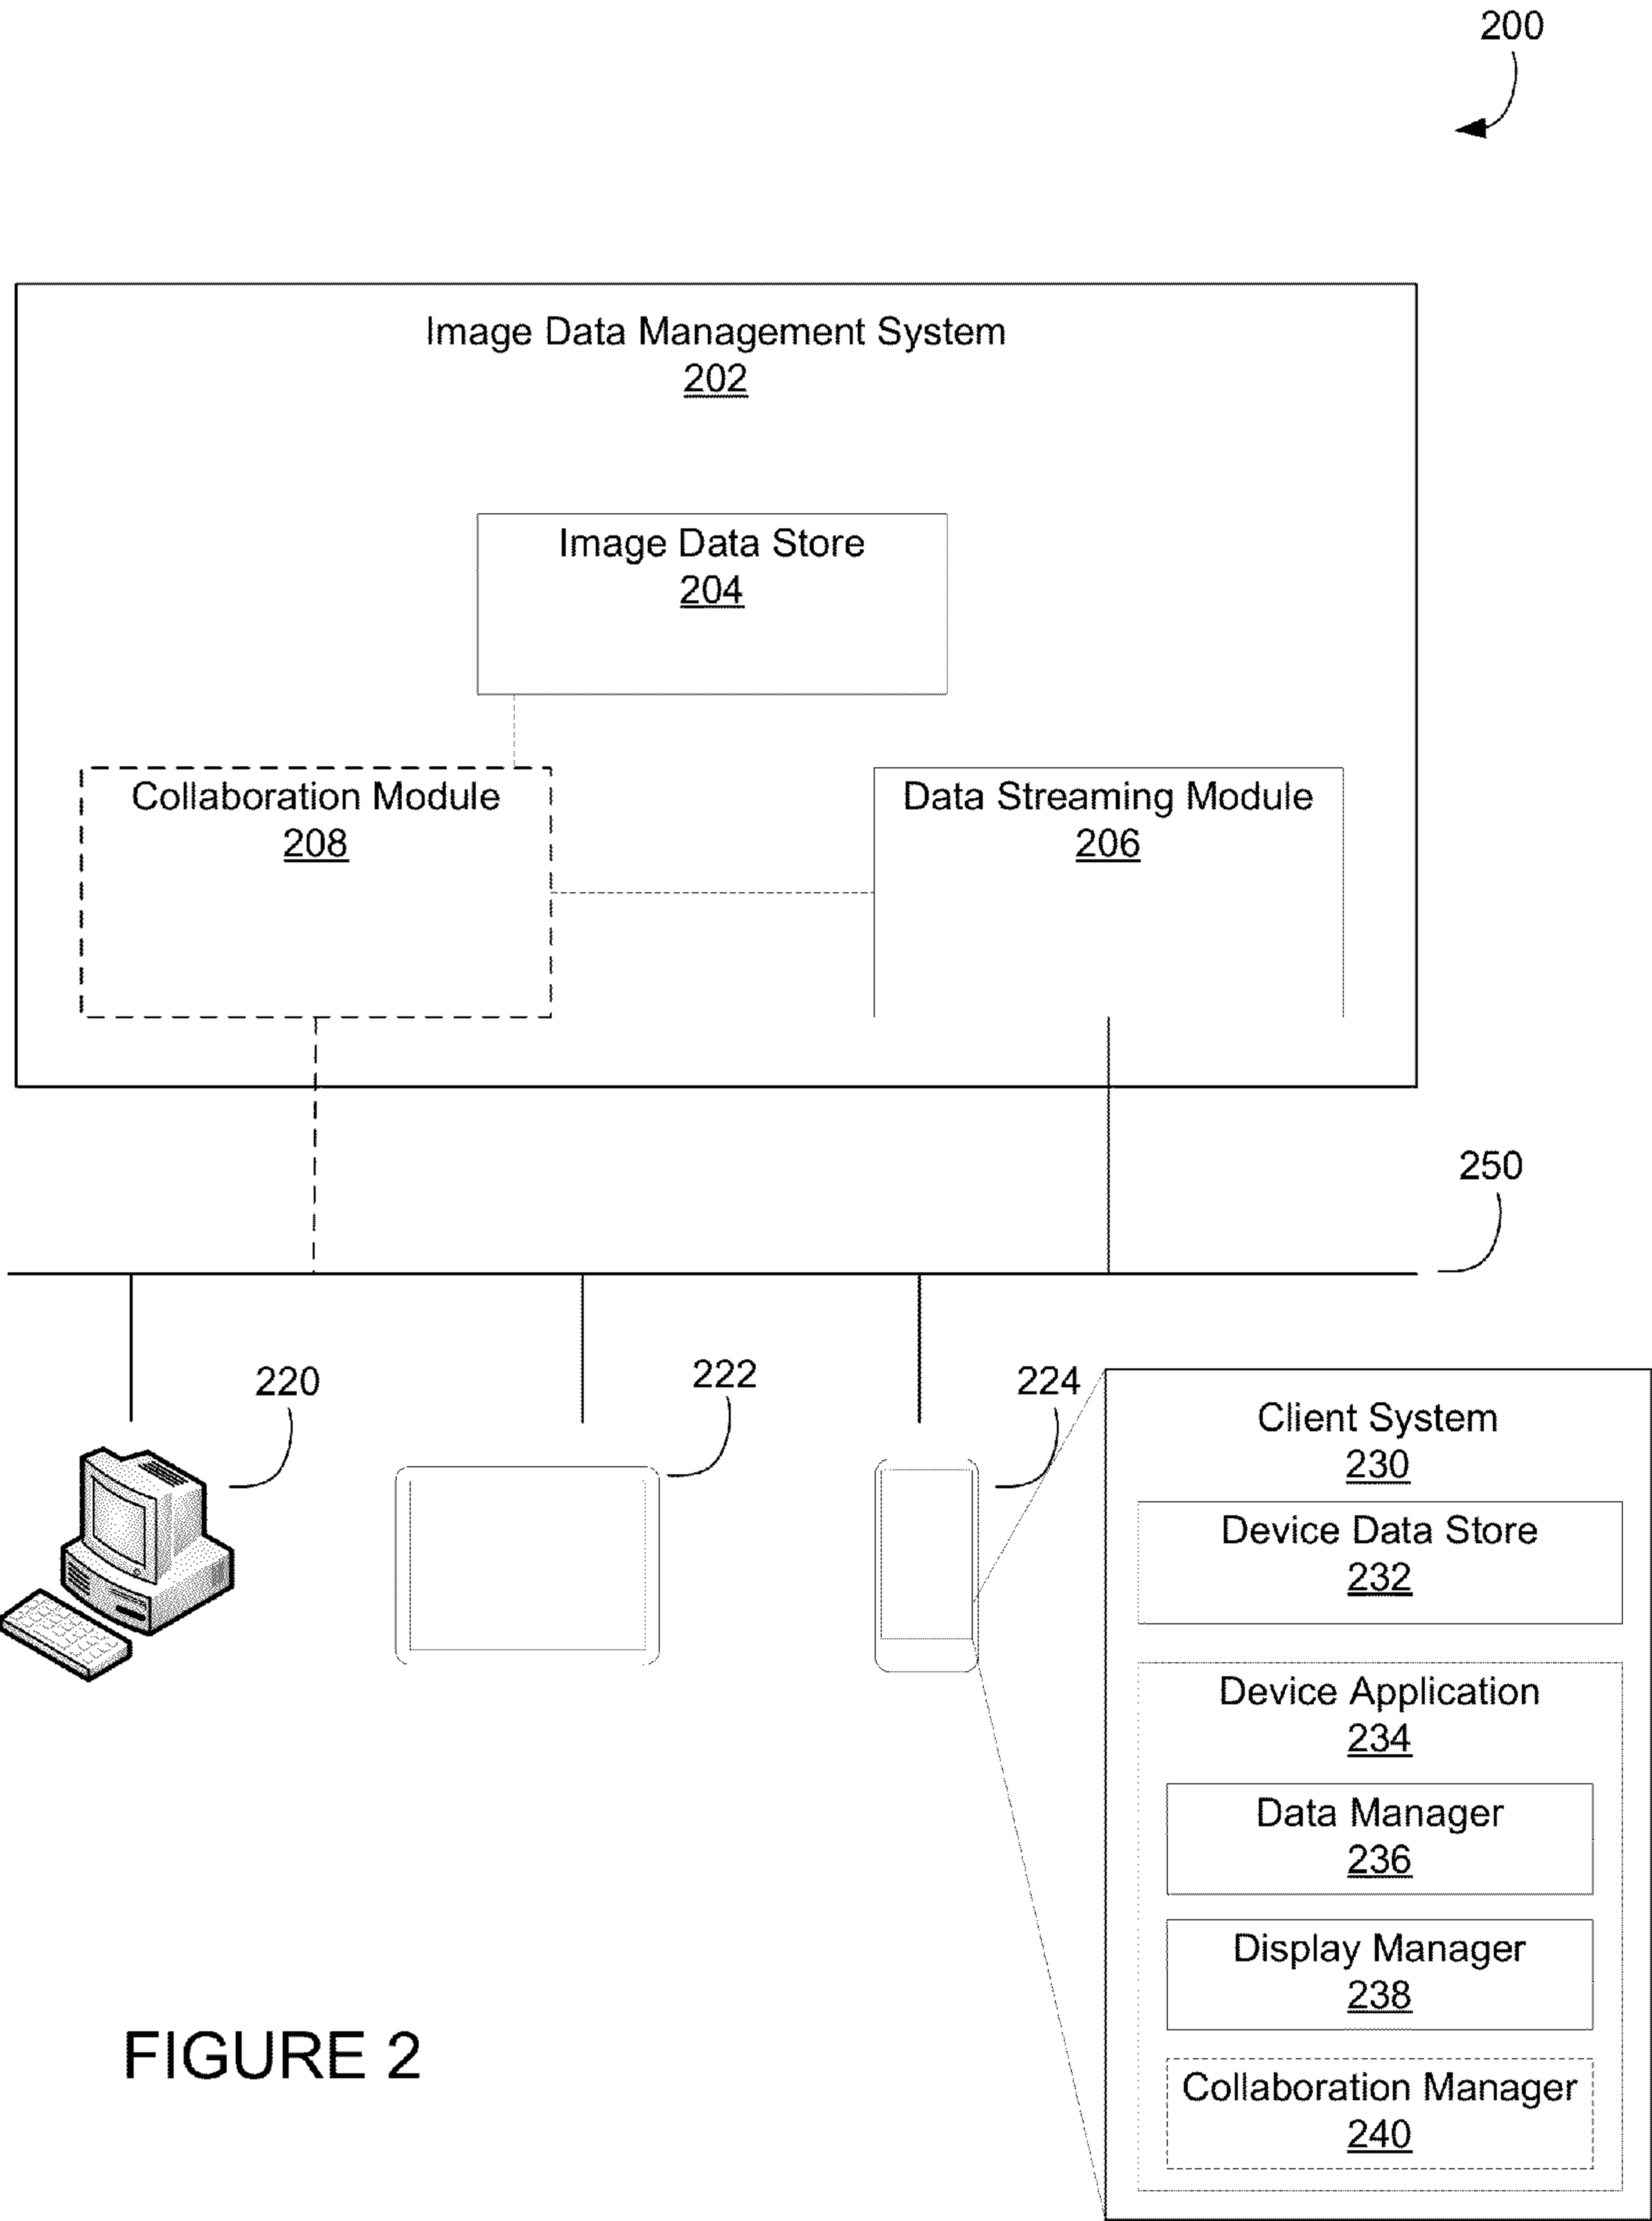 200
Image Data Management System
202
Image Data Store
204
Collaboration Module
208
Data Streaming Module
206
250
220
222
224
Client System
230
Device Data Store
232
Device Application
234
Data Manager
236
Display Manager
238
Collaboration Manager
240
FIGURE 2